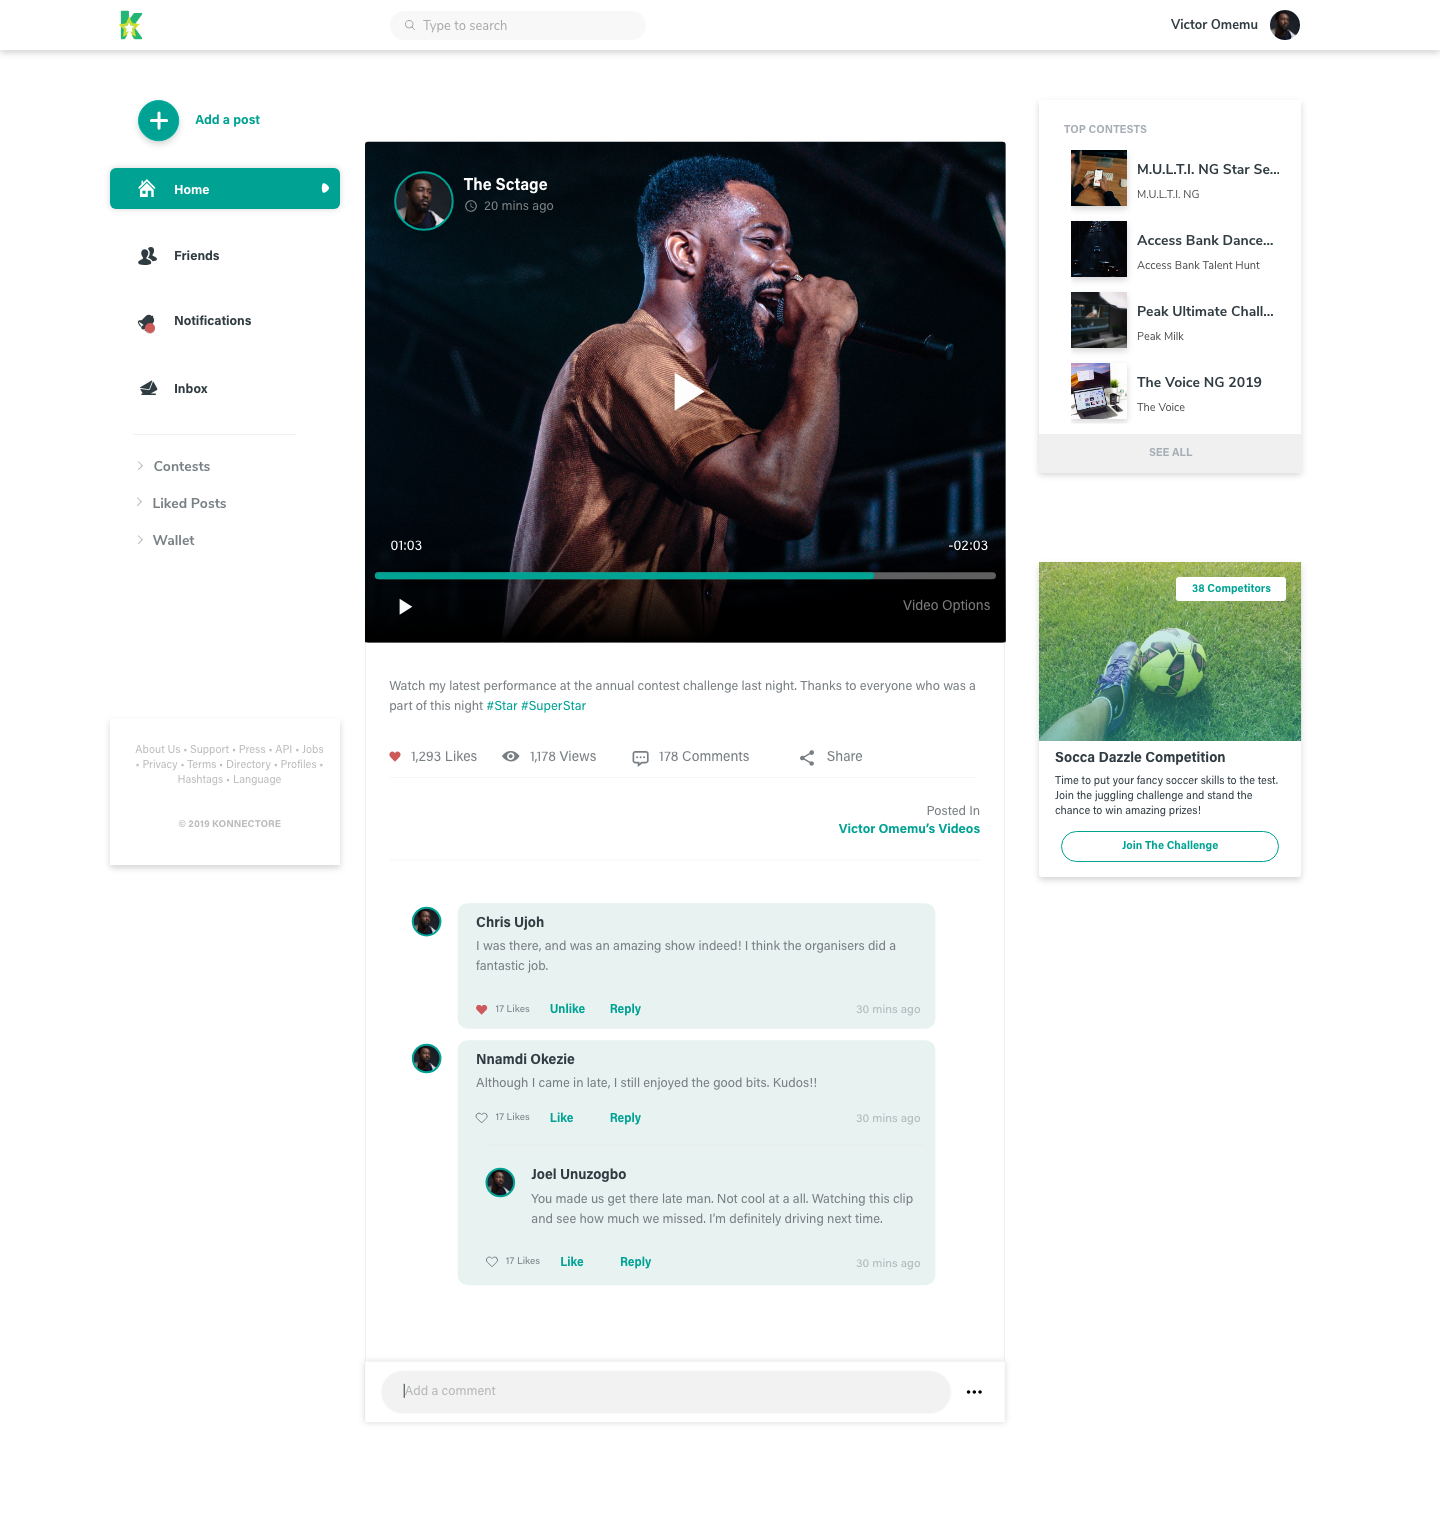 K
Type to search
Victor Omemu
Add a post
Home
Friends
Notifications
Inbox
Contests
Liked Posts
Wallet
About Us • Support • Press • API • Jobs
• Privacy • Terms • Directory • Profiles •
Hashtags • Language
© 2019 KONNECTORE
The Sctage
20 mins ago
01:03
-02:03
Video Options
Watch my latest performance at the annual contest challenge last night. Thanks to everyone who was a
part of this night #Star #SuperStar
1,293 Likes
1,178 Views
178 Comments
Share
Posted In
Victor Omemu's Videos
Chris Ujoh
I was there, and was an amazing show indeed! I think the organisers did a
fantastic job.
17 Likes Unlike Reply 30 mins ago
Nnamdi Okezie
Although I came in late, I still enjoyed the good bits. Kudos!!
17 Likes Like Reply 30 mins ago
Joel Unuzogbo
You made us get there late man. Not cool at a all. Watching this clip
and see how much we missed. I'm definitely driving next time.
17 Likes Like Reply 30 mins ago
Add a comment
TOP CONTESTS
M.U.L.T.I. NG Star Se...
M.U.L.T.I. NG
Access Bank Dance...
Access Bank Talent Hunt
Peak Ultimate Chall...
Peak Milk
The Voice NG 2019
The Voice
SEE ALL
38 Competitors
Socca Dazzle Competition
Time to put your fancy soccer skills to the test.
Join the juggling challenge and stand the
chance to win amazing prizes!
Join The Challenge